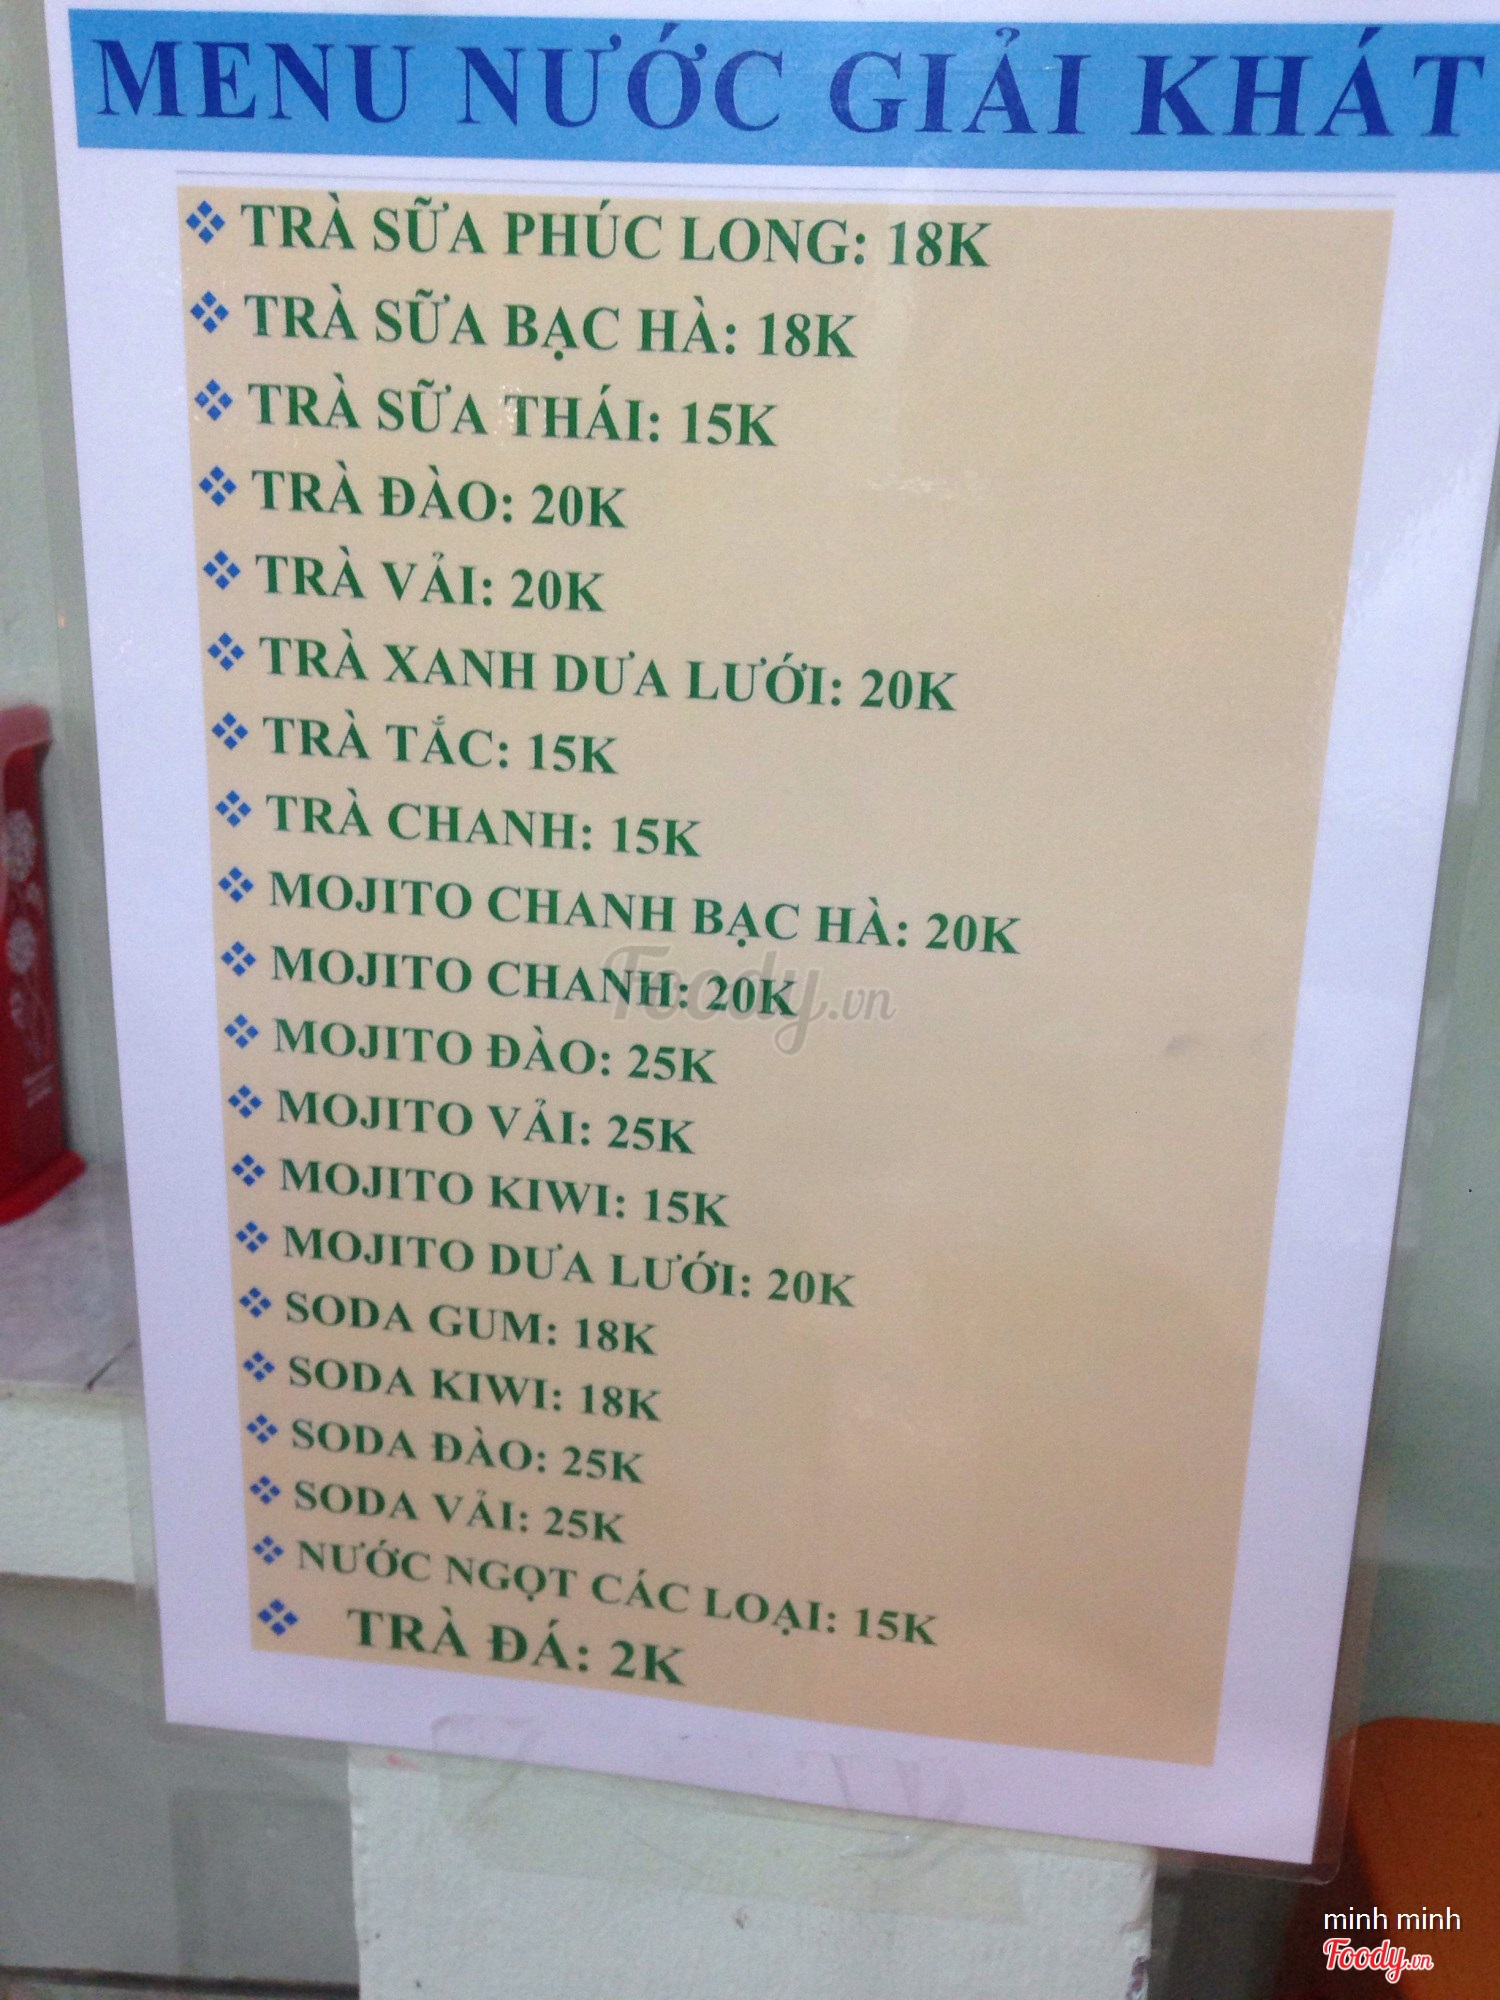 MENU NƯỚC GIẢI KHÁT
TRÀ SỮA PHÚC LONG: 18K
TRÀ SỮA BẠC HÀ: 18K
TRÀ SỮA THÁI: 15K
TRÀ ĐÀO: 20K
TRÀ VẢI: 20K
TRÀ XANH DƯA LƯỚI: 20K
TRÀ TẮC: 15K
TRÀ CHANH: 15K
MOJITO CHANH BẠC HÀ: 20K
MOJITO CHANH: 20K
Foody.vn
MOJITO ĐÀO: 25K
MOJITO VẢI: 25K
MOJITO KIWI: 15K
MOJITO DƯA LƯỚI: 20K
SODA GUM: 18K
SODA KIWI: 18K
SODA ĐÀO: 25K
SODA VẢI: 25K
NƯỚC NGỌT CÁC LOẠI: 15K
TRÀ ĐÁ: 2K
minh minh
Foody.vn